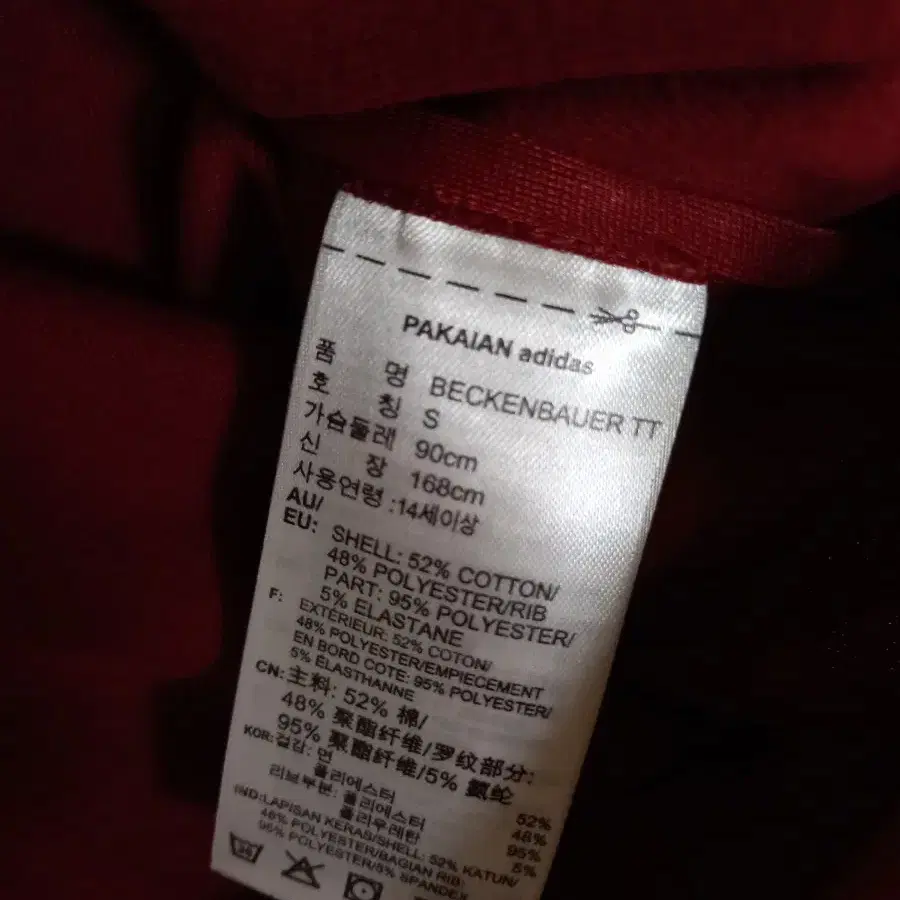 PAKAIAN adidas
품 명 BECKENBAUER TT
호 칭 S
가슴둘레 90cm
신 장 168cm
사용연령 :14세이상
AU/
EU: SHELL: 52% COTTON/
48% POLYESTER/RIB
PART: 95% POLYESTER/
5% ELASTANE
F: EXTÉRIEUR: 52% COTON/
48% POLYESTER/EMPIECEMENT
EN BORD COTE: 95% POLYESTER/
5% ÉLASTHANNE
CN: 主料: 52% 棉/
48% 聚酯纤维/罗纹部分:
95% 聚酯纤维/5% 氨纶
KOR: 겉감: 면 52%
폴리에스터 48%
리브부분: 폴리에스터 95%
폴리우레탄 5%
IND: LAPISAN KERAS/SHELL: 52% KATUN/
48% POLYESTER/BAGIAN RIB:
95% POLYESTER/5% SPANDEX